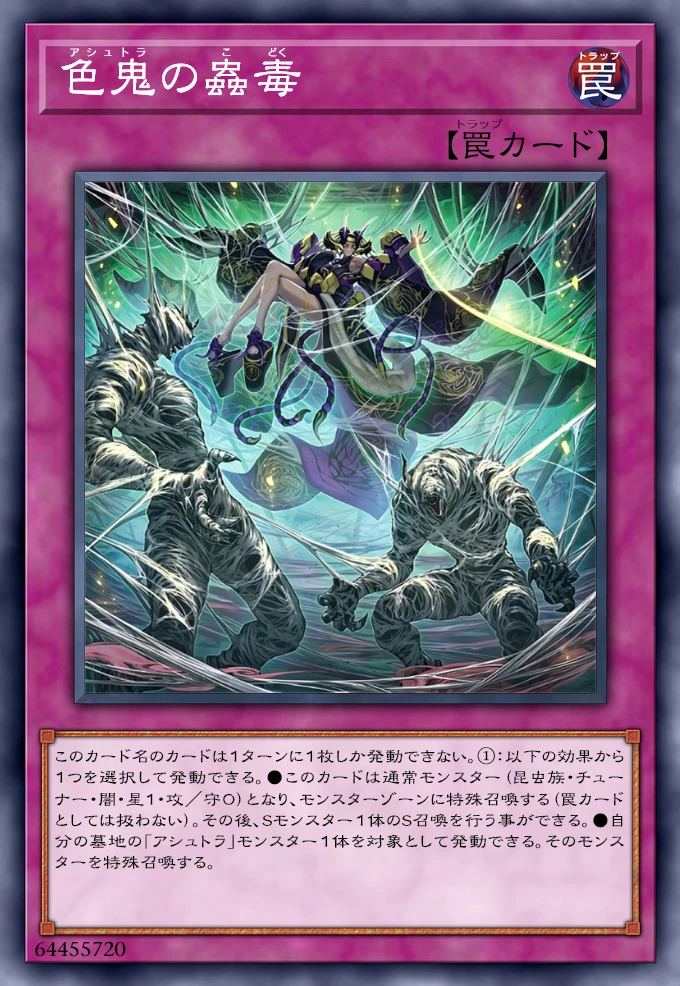 アシュトラ こ どく
色鬼の蟲毒
トラップ
罠
トラップ
【罠カード】
このカード名のカードは1ターンに1枚しか発動できない。①:以下の効果から
1つを選択して発動できる。●このカードは通常モンスター(昆虫族・チュー
ナー・闇・星1・攻/守0)となり、モンスターゾーンに特殊召喚する(罠カード
としては扱わない)。その後、Sモンスター1体のS召喚を行う事ができる。●自
分の墓地の「アシュトラ」モンスター1体を対象として発動できる。そのモンス
ターを特殊召喚する。
64455720